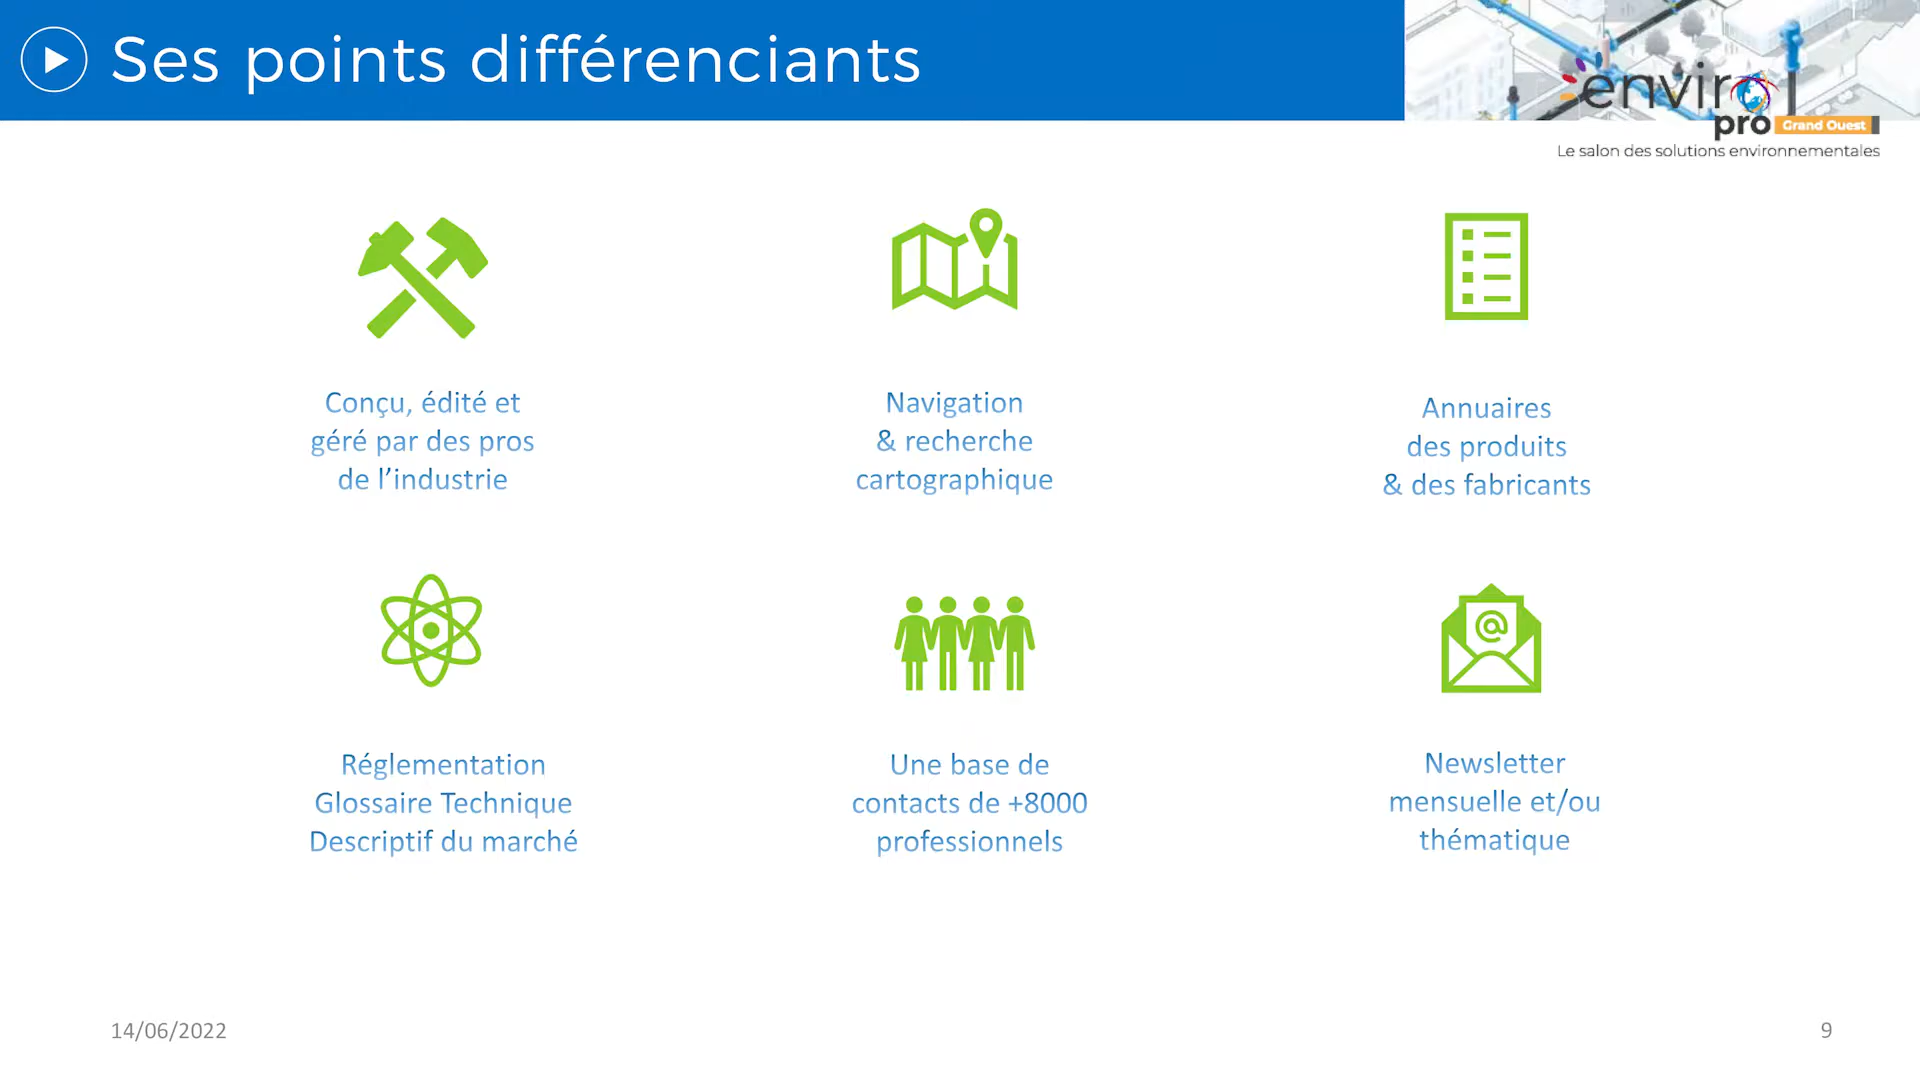 Ses points différenciants
enviro
pro Grand Ouest
Le salon des solutions environnementales
Conçu, édité et
géré par des pros
de l’industrie
Navigation
& recherche
cartographique
Annuaires
des produits
& des fabricants
@
Réglementation
Glossaire Technique
Descriptif du marché
Une base de
contacts de +8000
professionnels
Newsletter
mensuelle et/ou
thématique
14/06/2022
9